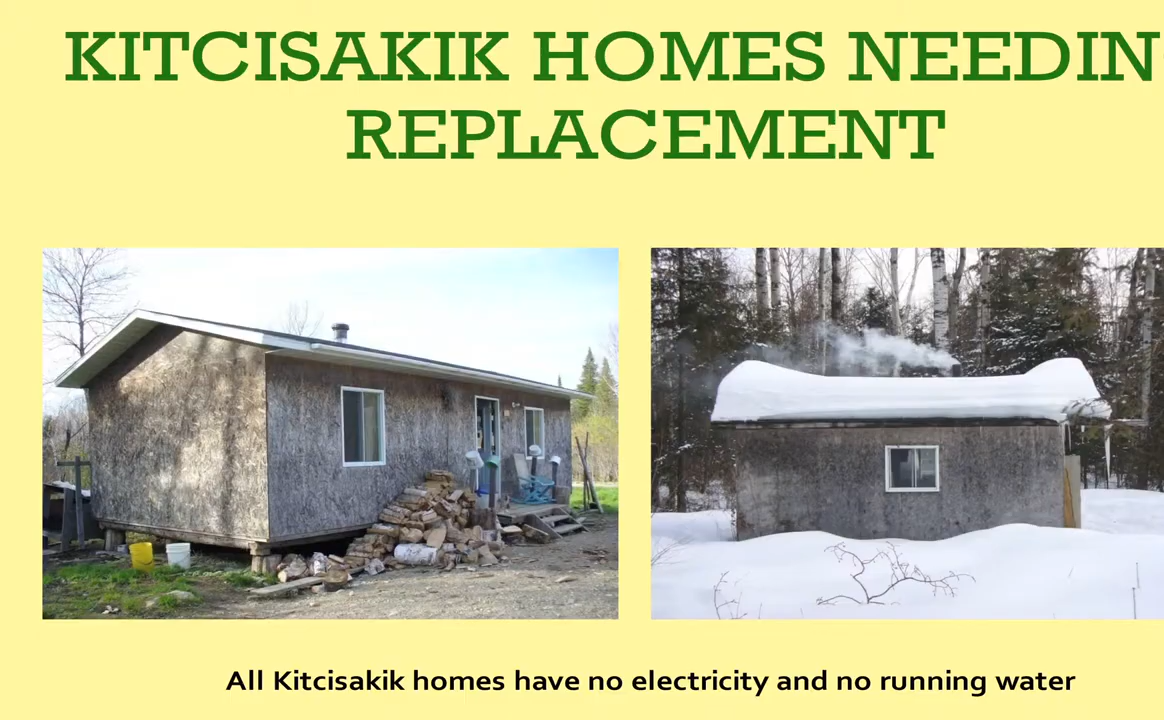 KITCISAKIK HOMES NEEDIN
REPLACEMENT
All Kitcisakik homes have no electricity and no running water